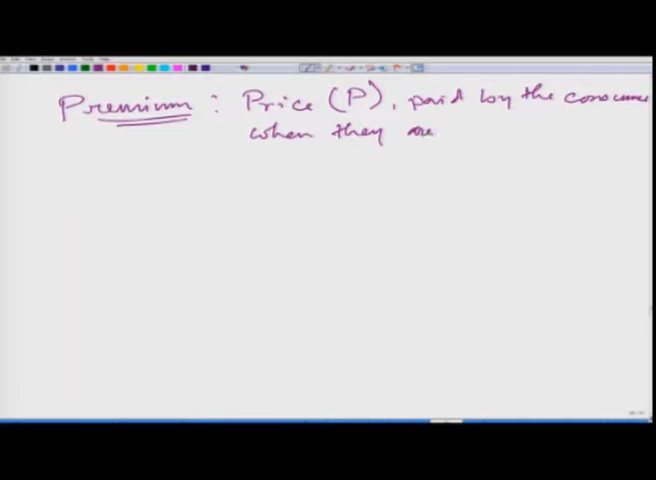 Premium : Price (P), paid by the consumer
when they are